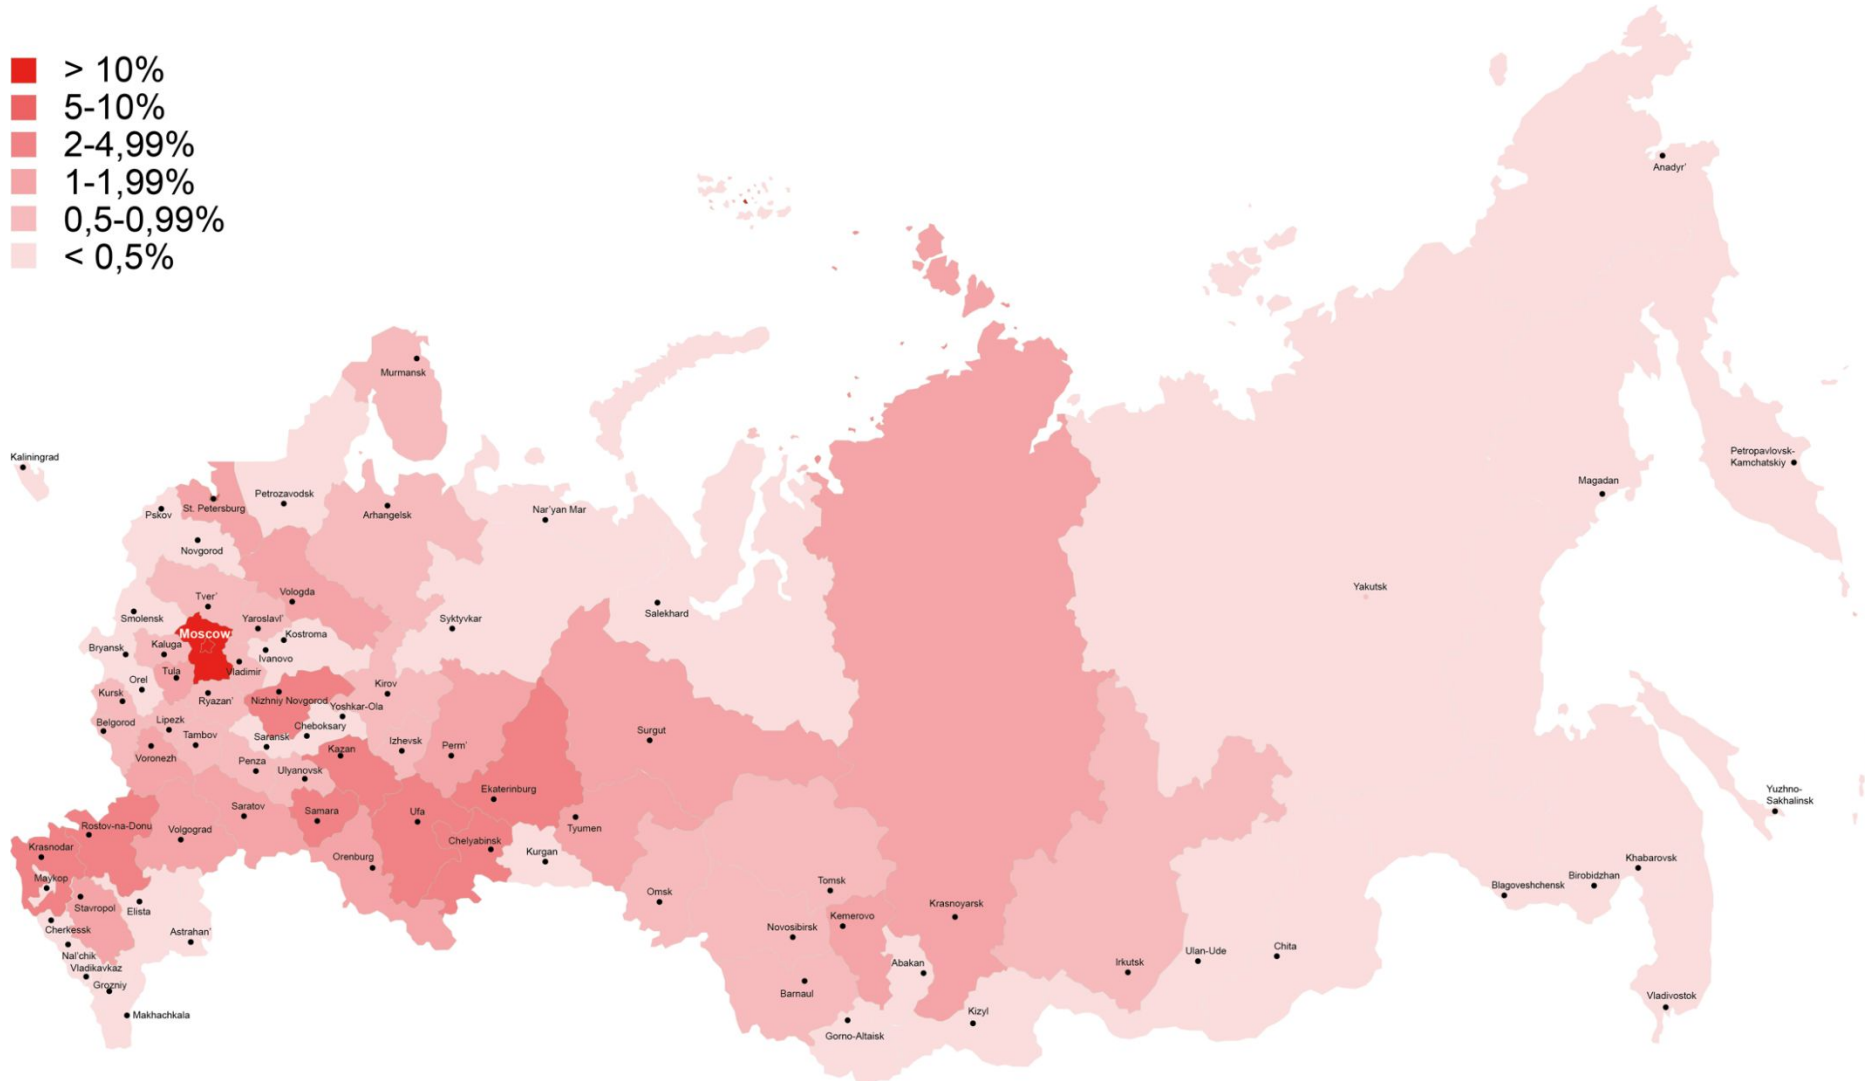 > 10%
5-10%
2-4,99%
1-1,99%
0,5-0,99%
< 0,5%
Anadyr'
Murmansk
Kaliningrad
Petropavlovsk-
Kamchatskiy
Magadan
Petrozavodsk
St. Petersburg
Pskov
Arhangelsk
Nar'yan Mar
Novgorod
Yakutsk
Vologda
Tver'
Salekhard
Smolensk
Yaroslavl'
Syktyvkar
Moscow
Kostroma
Bryansk
Kaluga
Ivanovo
Tula
Vladimir
Orel
Kirov
Kursk
Ryazan'
Nizhniy Novgorod
Yoshkar-Ola
Belgorod
Lipezk
Cheboksary
Tambov
Saransk
Surgut
Izhevsk
Perm'
Kazan
Voronezh
Penza
Ulyanovsk
Ekaterinburg
Yuzhno-
Sakhalinsk
Saratov
Samara
Ufa
Rostov-na-Donu
Volgograd
Tyumen
Chelyabinsk
Krasnodar
Orenburg
Kurgan
Khabarovsk
Birobidzhan
Maykop
Tomsk
Blagoveshchensk
Omsk
Stavropol
Elista
Krasnoyarsk
Kemerovo
Cherkessk
Astrahan'
Novosibirsk
Ulan-Ude
Chita
Nal'chik
Abakan
Irkutsk
Vladikavkaz
Grozniy
Barnaul
Vladivostok
Makhachkala
Kizyl
Gorno-Altaisk